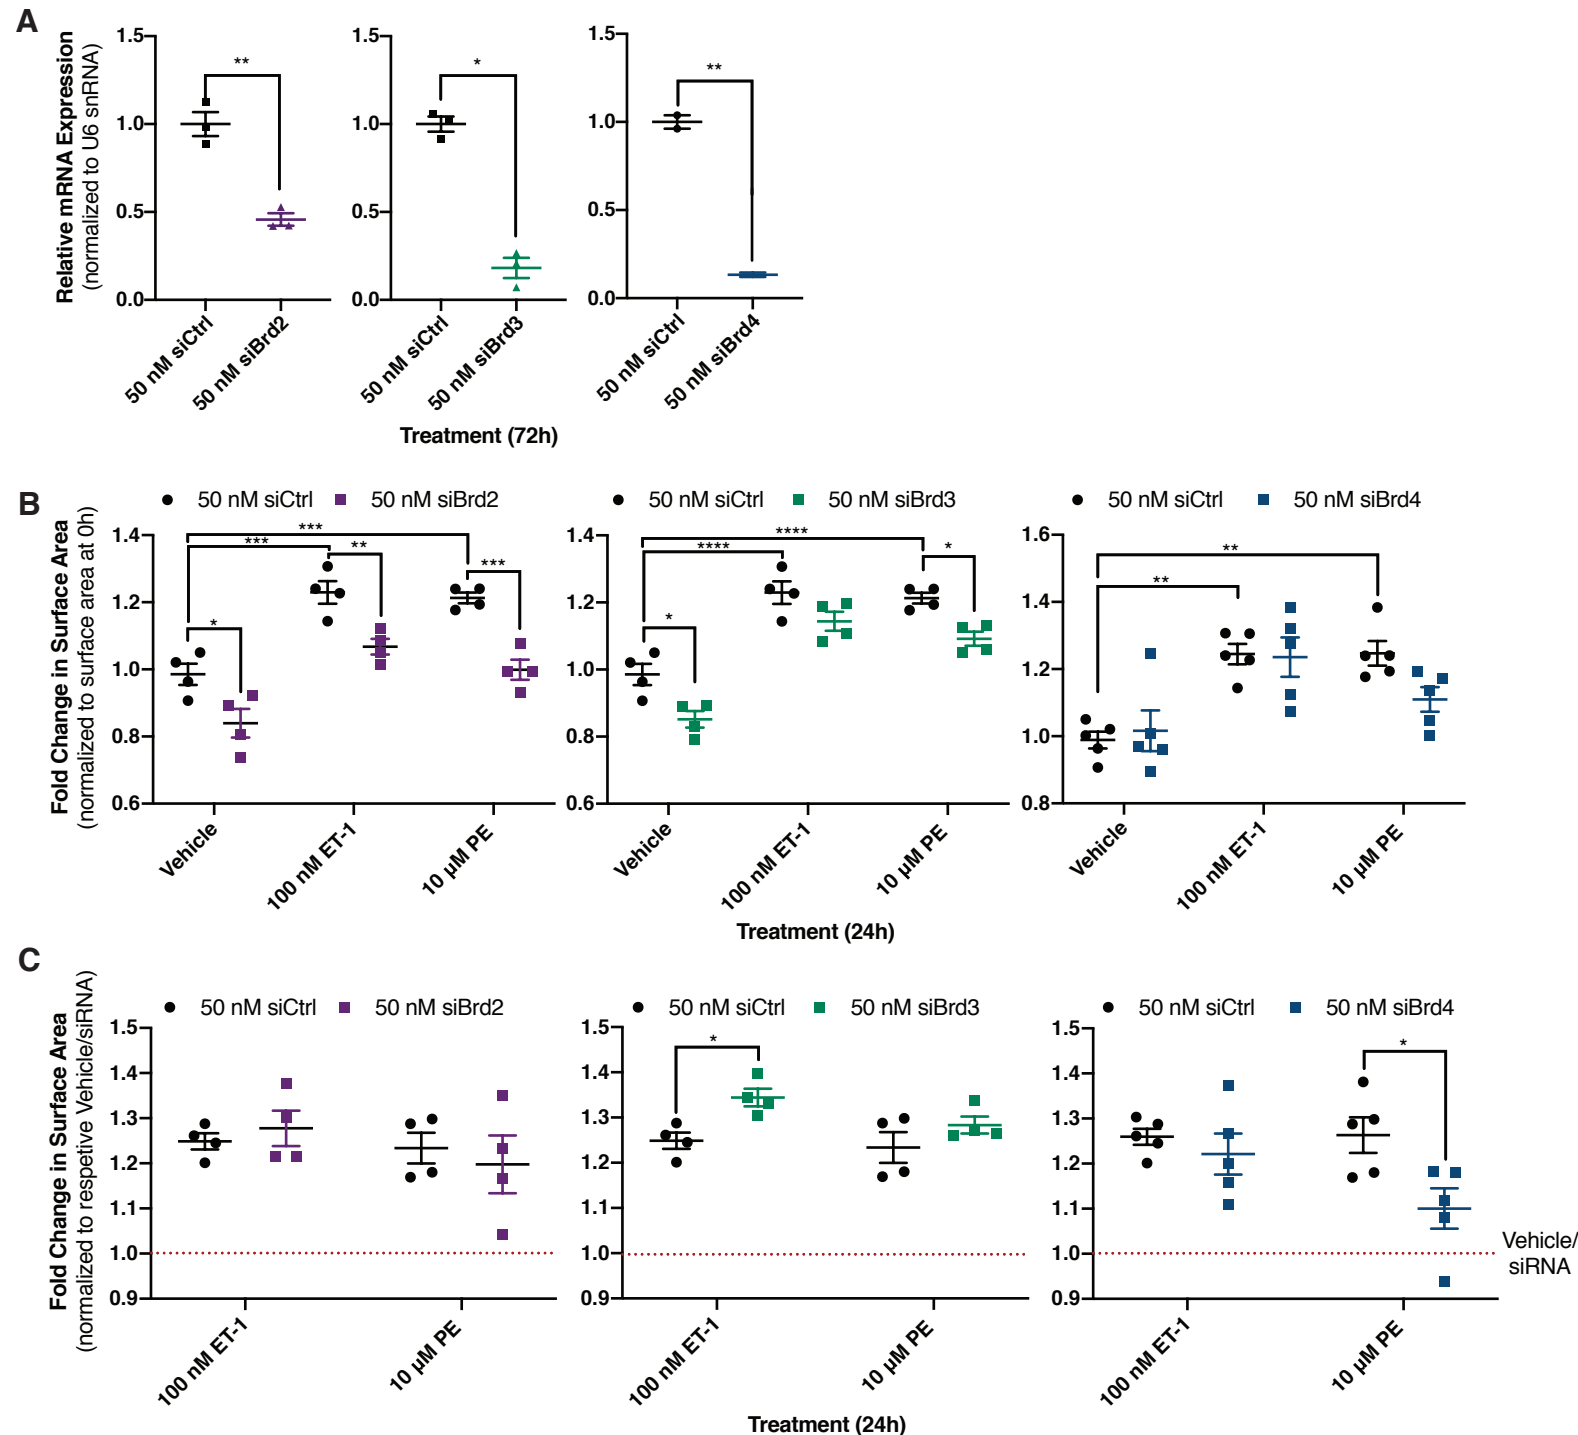 A
Relative mRNA Expression
(normalized to U6 snRNA)
1.5
1.0
0.5
0.0
**
50 nM siCtrl
50 nM siBrd2
1.5
1.0
0.5
0.0
*
50 nM siCtrl
50 nM siBrd3
1.5
1.0
0.5
0.0
**
50 nM siCtrl
50 nM siBrd4
Treatment (72h)
B
Fold Change in Surface Area
(normalized to surface area at 0h)
50 nM siCtrl
50 nM siBrd2
1.4
1.2
1.0
0.8
0.6
***
***
**
***
*
Vehicle
100 nM ET-1
10 µM PE
50 nM siCtrl
50 nM siBrd3
1.4
1.2
1.0
0.8
0.6
****
****
*
*
Vehicle
100 nM ET-1
10 µM PE
50 nM siCtrl
50 nM siBrd4
1.6
1.4
1.2
1.0
0.8
**
**
Vehicle
100 nM ET-1
10 µM PE
Treatment (24h)
C
Fold Change in Surface Area
(normalized to respetive Vehicle/siRNA)
50 nM siCtrl
50 nM siBrd2
1.5
1.4
1.3
1.2
1.1
1.0
0.9
100 nM ET-1
10 µM PE
50 nM siCtrl
50 nM siBrd3
1.5
1.4
1.3
1.2
1.1
1.0
0.9
*
100 nM ET-1
10 µM PE
50 nM siCtrl
50 nM siBrd4
1.5
1.4
1.3
1.2
1.1
1.0
0.9
*
Vehicle/
siRNA
100 nM ET-1
10 µM PE
Treatment (24h)